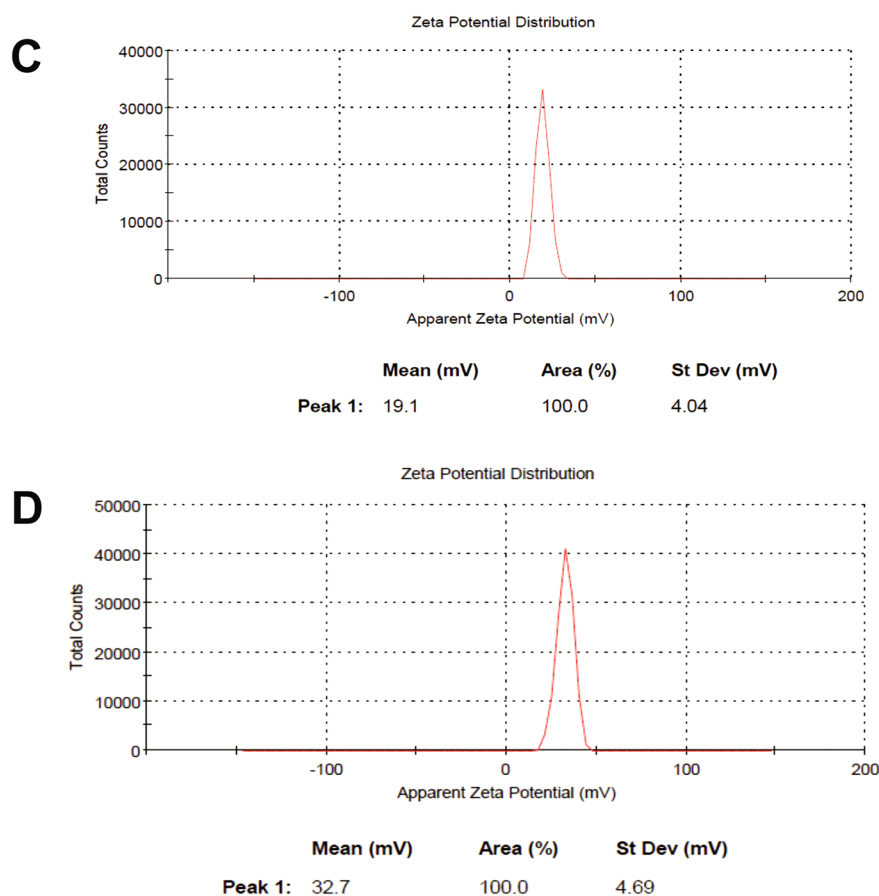 C
Zeta Potential Distribution
40000
30000
20000
10000
0
Total Counts
-100 0 100 200
Apparent Zeta Potential (mV)
Mean (mV) Area (%) St Dev (mV)
Peak 1: 19.1 100.0 4.04
D
Zeta Potential Distribution
50000
40000
30000
20000
10000
0
Total Counts
-100 0 100 200
Apparent Zeta Potential (mV)
Mean (mV) Area (%) St Dev (mV)
Peak 1: 32.7 100.0 4.69